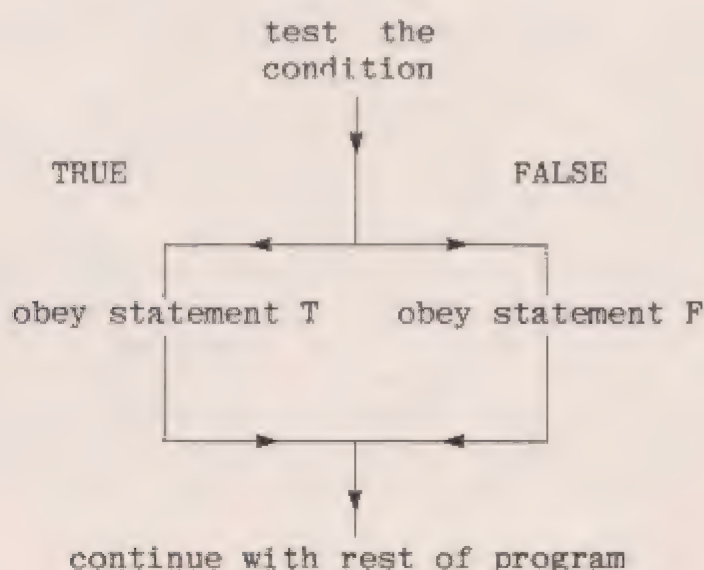 test the
condition
TRUE FALSE
obey statement T obey statement F
continue with rest of program